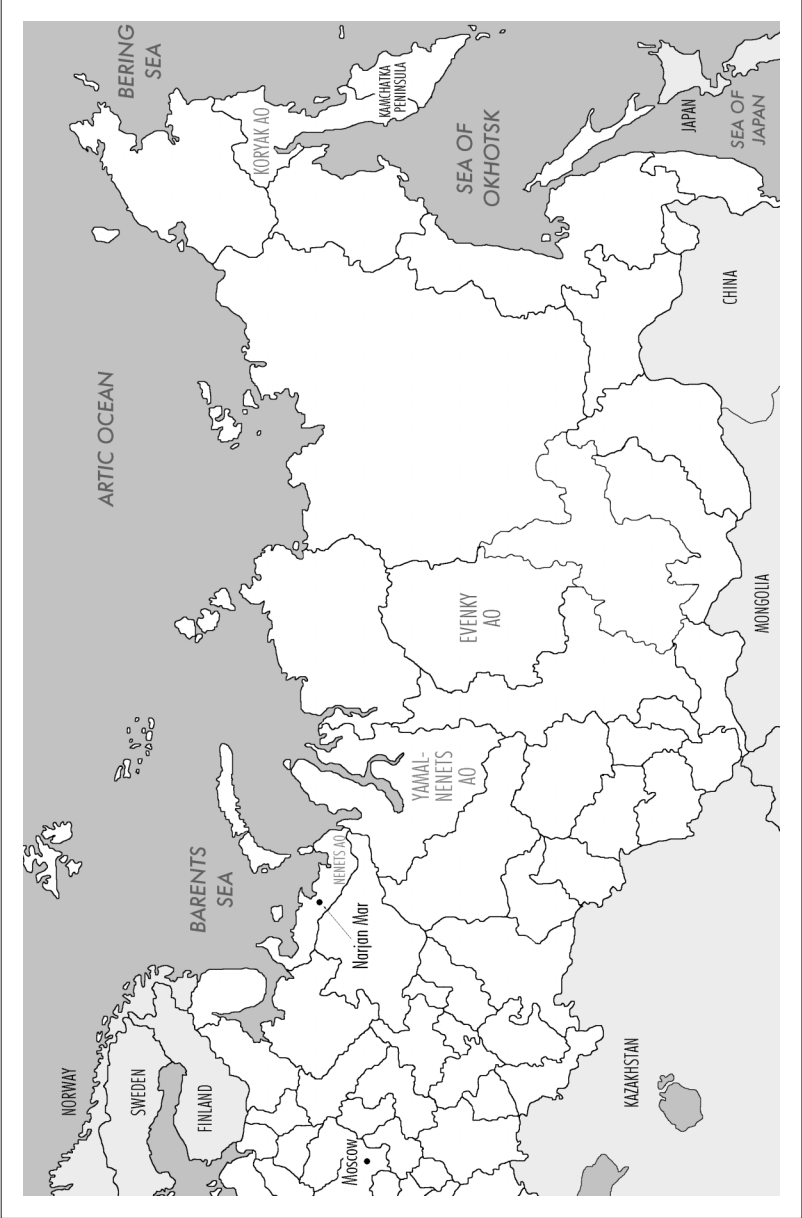 NORWAY
SWEDEN
FINLAND
BARENTS
SEA
ARTIC OCEAN
BERING
SEA
KORYAK AO
KAMCHATKA
PENINSULA
SEA OF
OKHOTSK
JAPAN
SEA OF
JAPAN
NENETS AO
Narjan Mar
YAMAL-
NENETS
AO
EVENKY
AO
Moscow
KAZAKHSTAN
MONGOLIA
CHINA